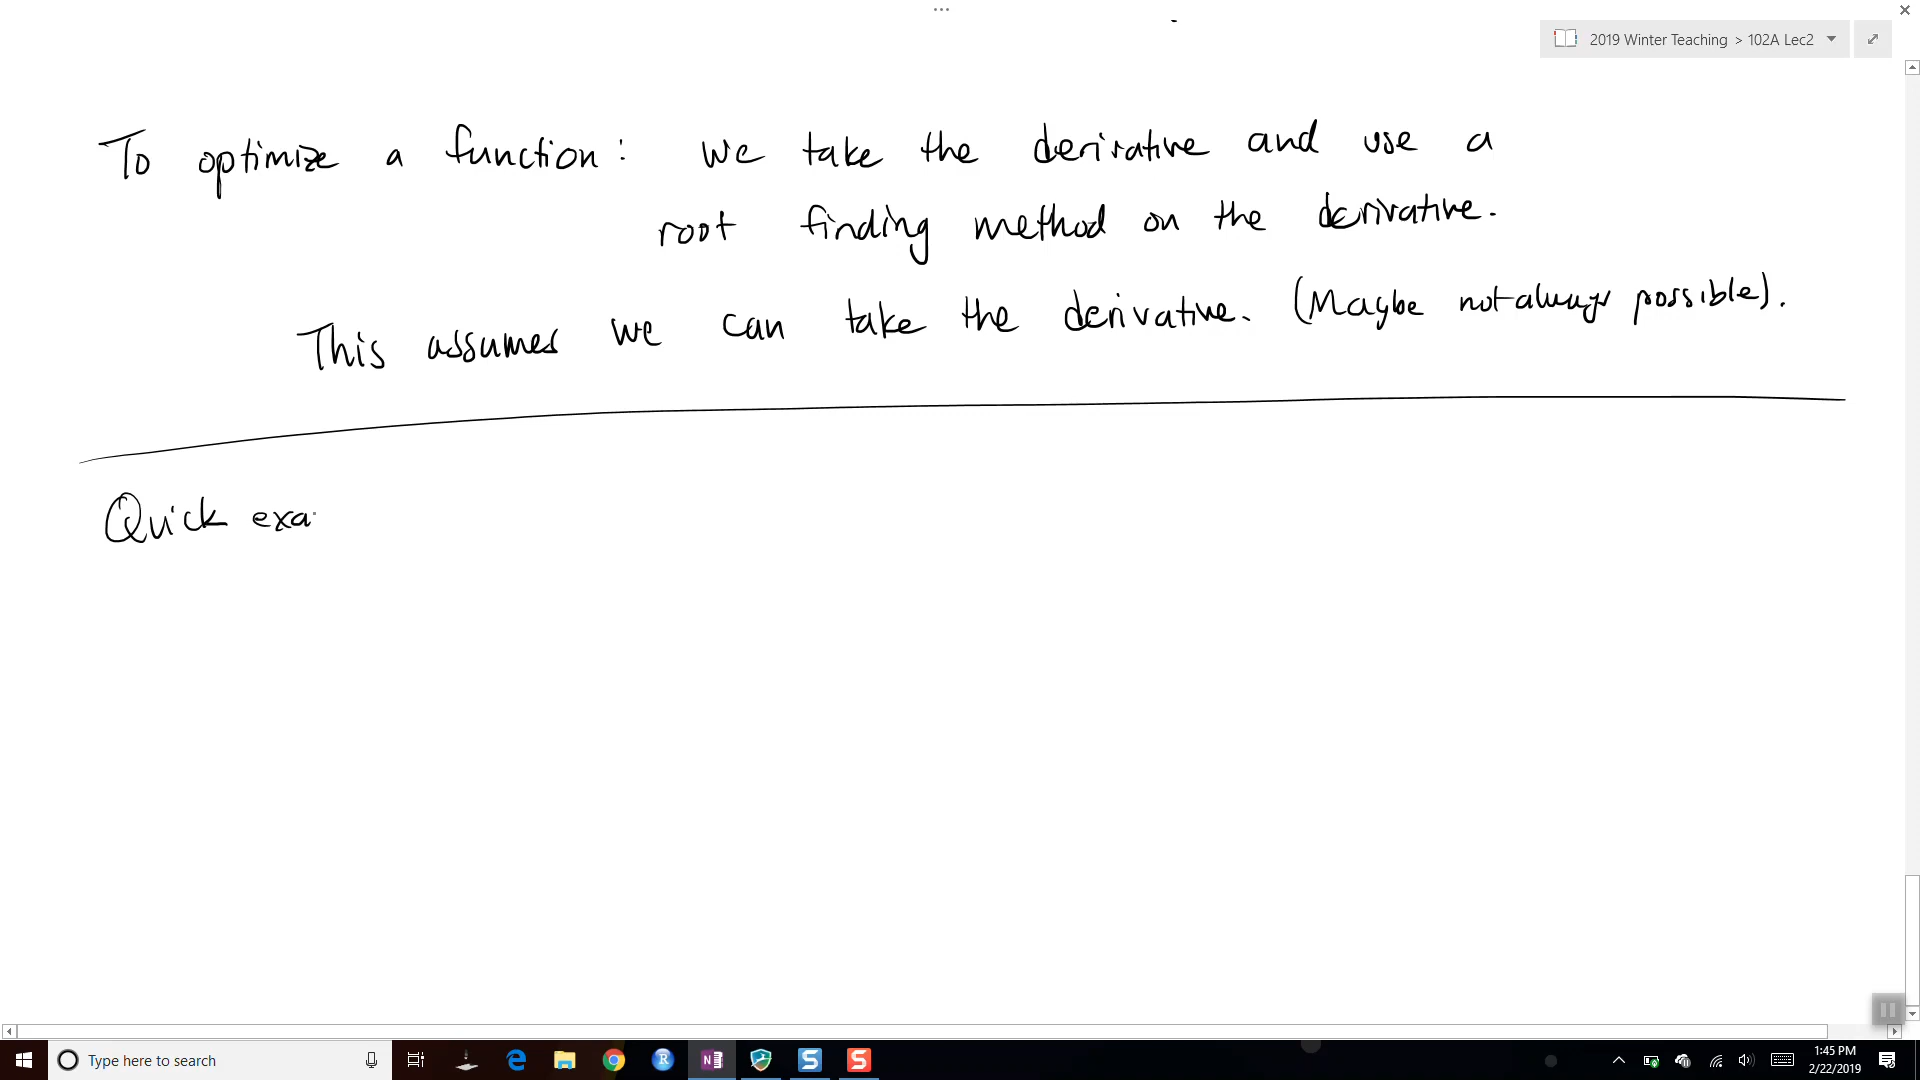 2019 Winter Teaching > 102A Lec2
To optimize a function: we take the derivative and use a
root finding method on the derivative.
This assumes we can take the derivative. (Maybe not always possible).
Quick exa
Type here to search
1:45 PM
2/22/2019